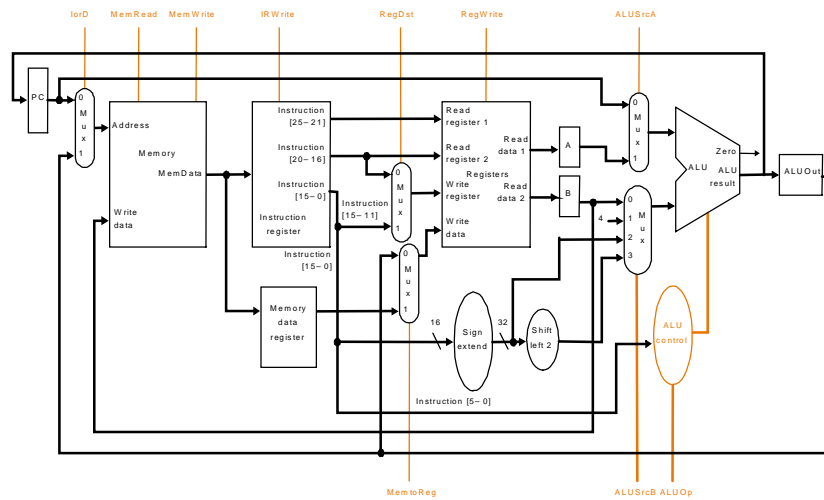 IorD MemRead MemWrite IRWrite RegDst RegWrite ALUSrcA
PC
0
M
u
x
1
Address
Memory
MemData
Write
data
Instruction
[25–21]
Instruction
[20–16]
Instruction
[15–0]
Instruction
register
Instruction
[15–11]
Instruction
[15–0]
Memory
data
register
0
M
u
x
1
0
M
u
x
1
Read
register 1
Read
register 2
Registers
Write
register
Write
data
Read
data 1
Read
data 2
A
B
4
0
M
u
x
1
0
1
2
3
M
u
x
Zero
ALU
ALU
result
ALUOut
16
Sign
extend
32
Shift
left 2
ALU
control
Instruction [5–0]
MemtoReg ALUSrcB ALUOp